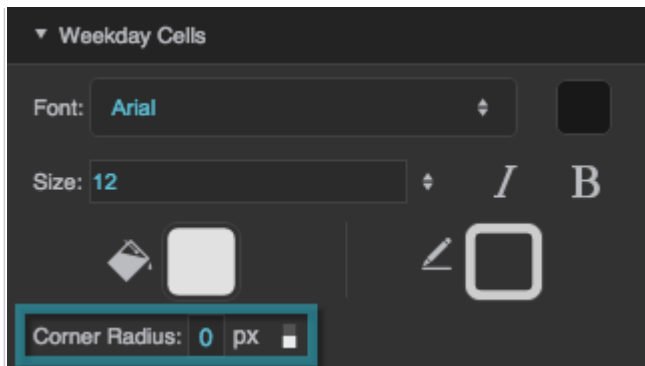 Weekday Cells
Font: Arial
Size: 12 I B
Corner Radius: 0 px